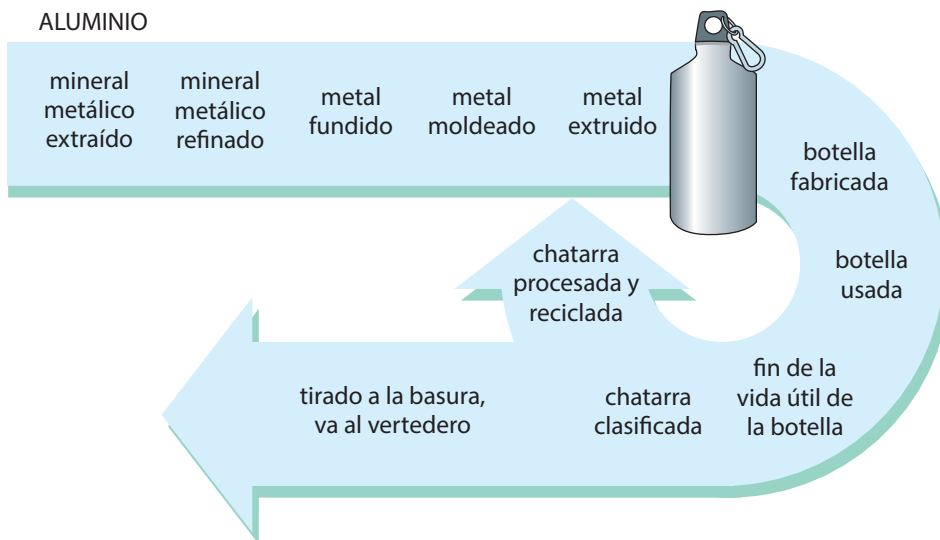 ALUMINIO
mineral
metálico
extraído
mineral
metálico
refinado
metal
fundido
metal
moldeado
metal
extruido
botella
fabricada
botella
usada
fin de la
vida útil de
la botella
chatarra
clasificada
chatarra
procesada y
reciclada
tirado a la basura,
va al vertedero